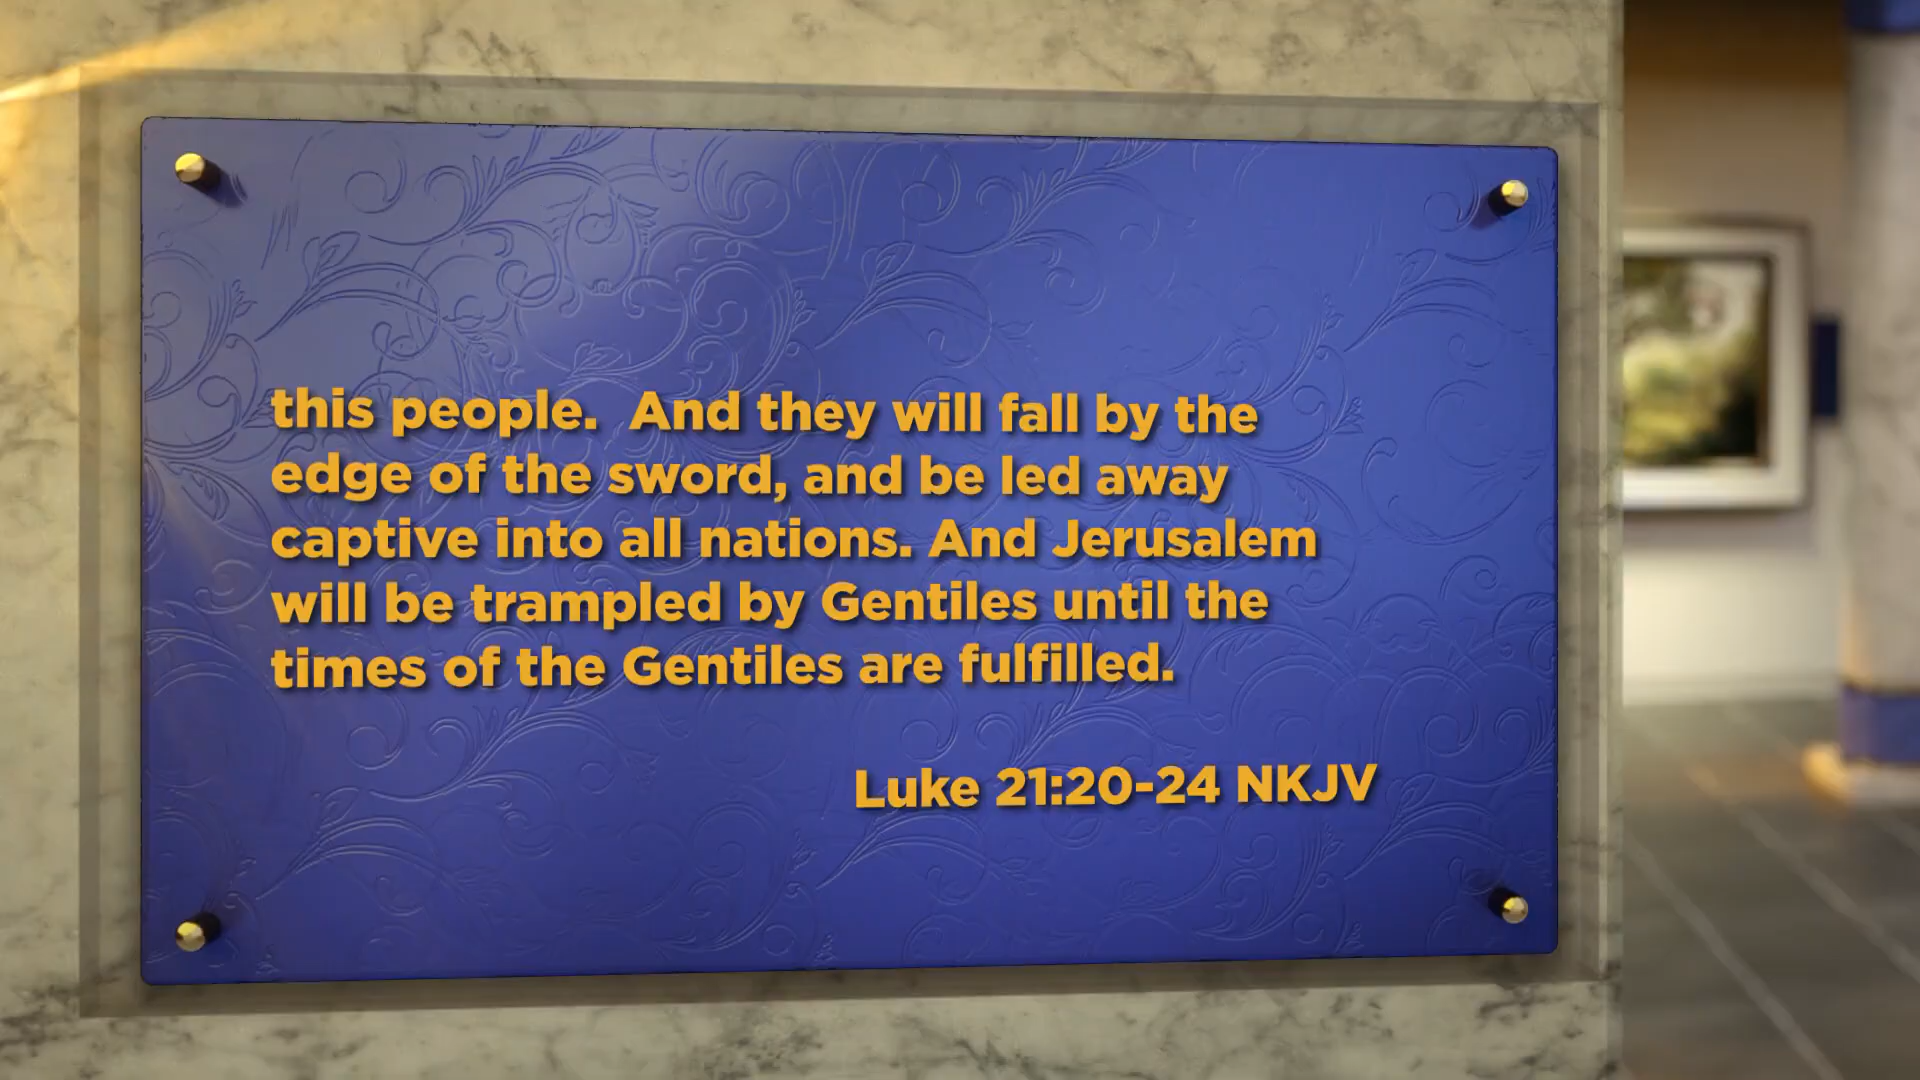 this people.  And they will fall by the
edge of the sword, and be led away
captive into all nations. And Jerusalem
will be trampled by Gentiles until the
times of the Gentiles are fulfilled.
Luke 21:20-24 NKJV